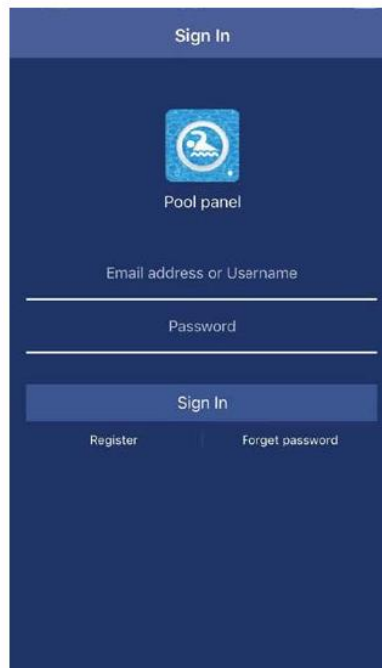 Sign In
Pool panel
Email address or Username
Password
Sign In
Register Forget password